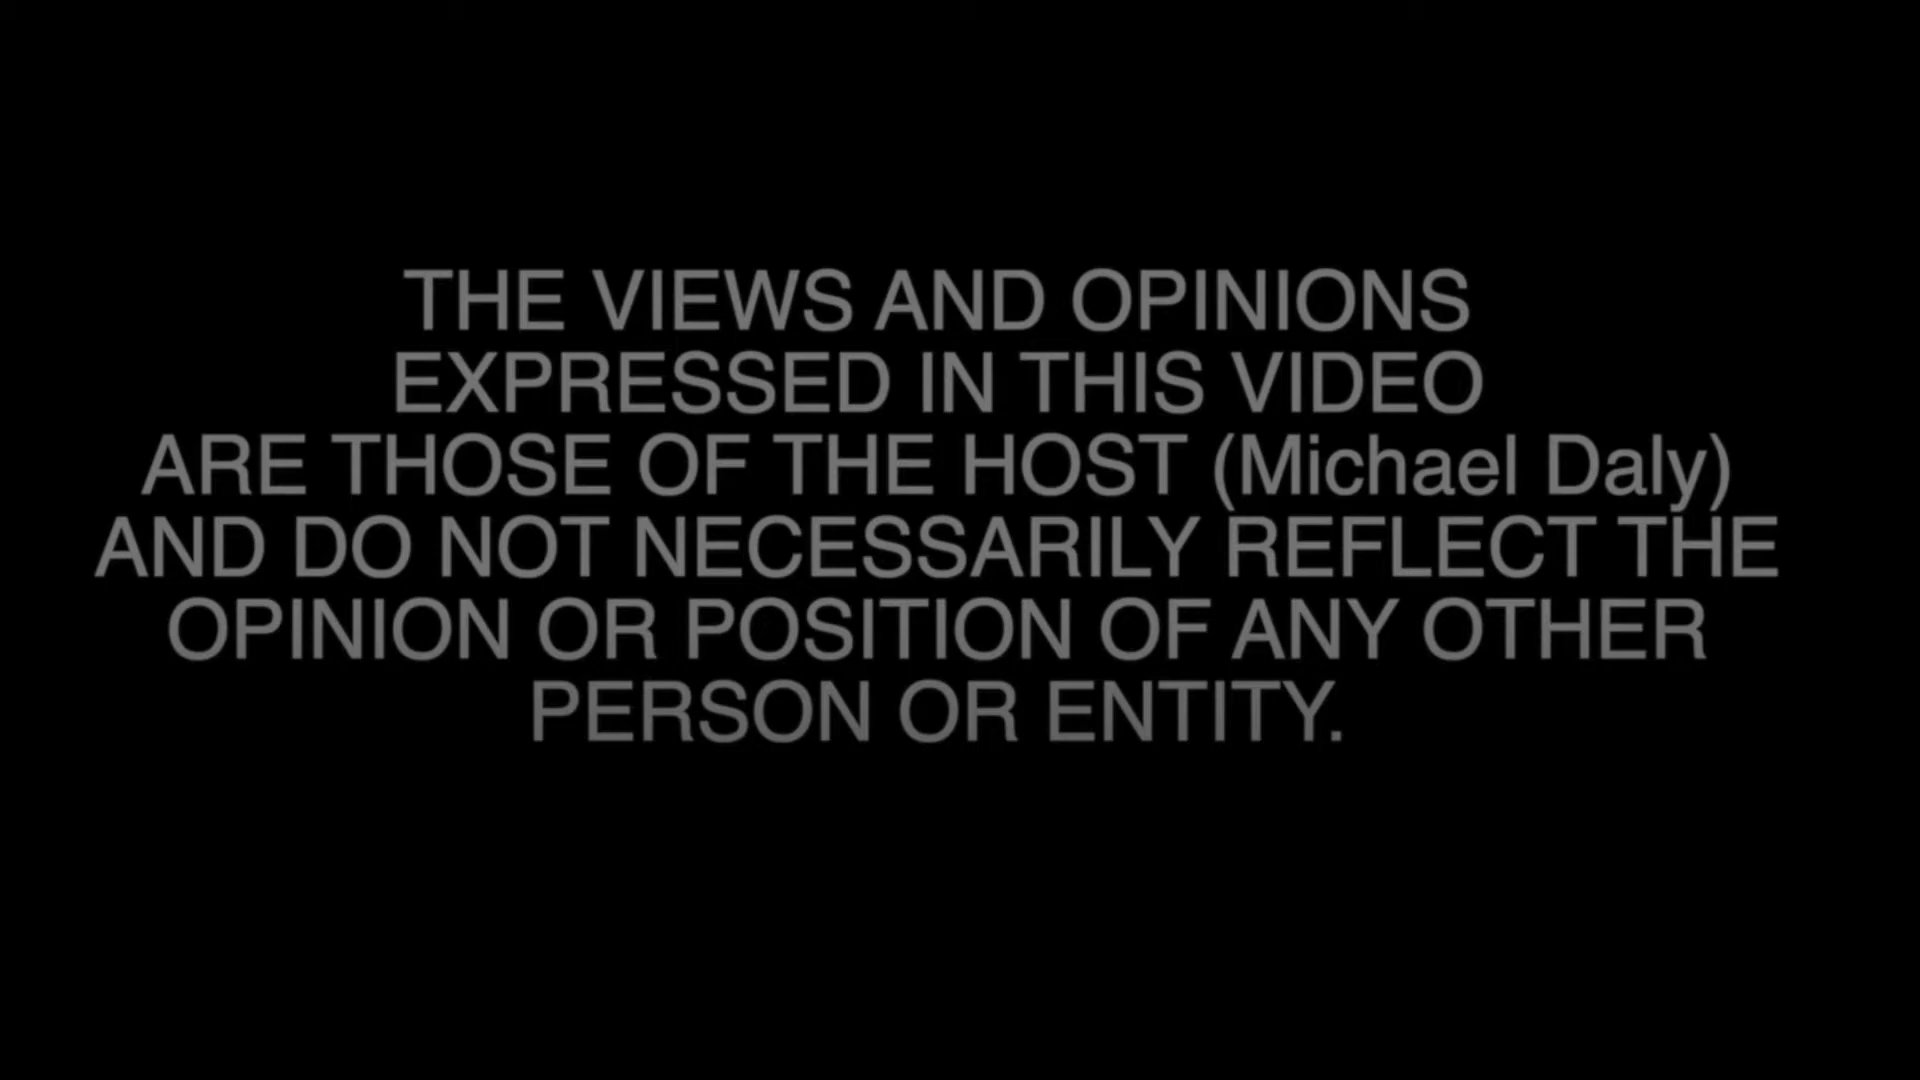 THE VIEWS AND OPINIONS
EXPRESSED IN THIS VIDEO
ARE THOSE OF THE HOST (Michael Daly)
AND DO NOT NECESSARILY REFLECT THE
OPINION OR POSITION OF ANY OTHER
PERSON OR ENTITY.